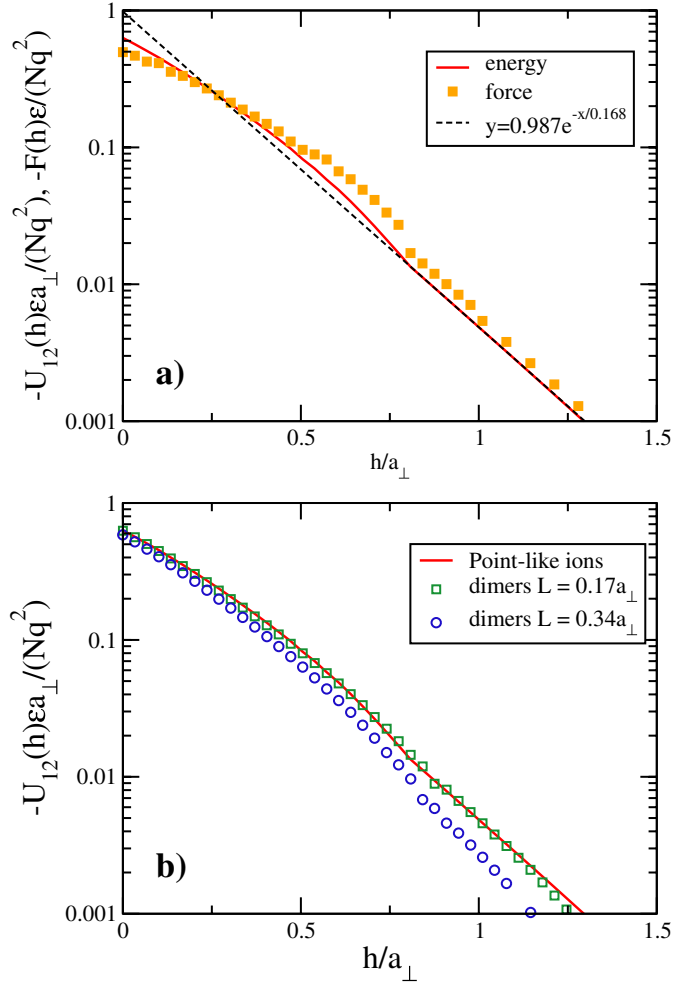 1
0.1
0.01
0.001
-U₁₂(h)εa⊥/(Nq²), -F(h)ε/(Nq²)
energy
force
y=0.987e^-x/0.168
a)
0 0.5 1 1.5
h/a⊥
1
0.1
0.01
0.001
-U₁₂(h)εa⊥/(Nq²)
Point-like ions
dimers L = 0.17a⊥
dimers L = 0.34a⊥
b)
0 0.5 1 1.5
h/a⊥